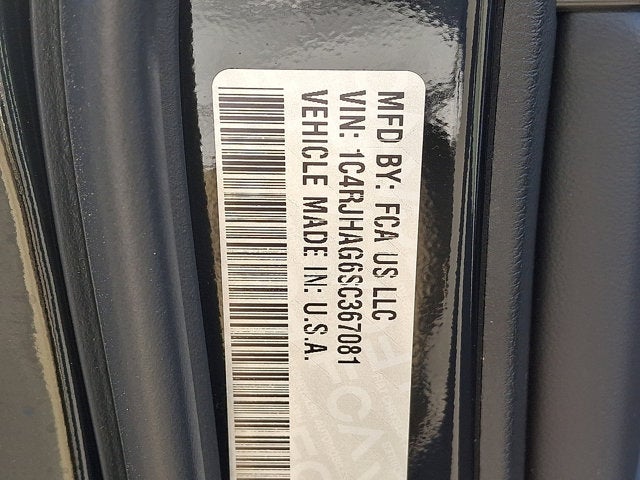 MFD BY: FCA US LLC
VIN: 1C4RJHAG6SC367081
VEHICLE MADE IN: U.S.A.